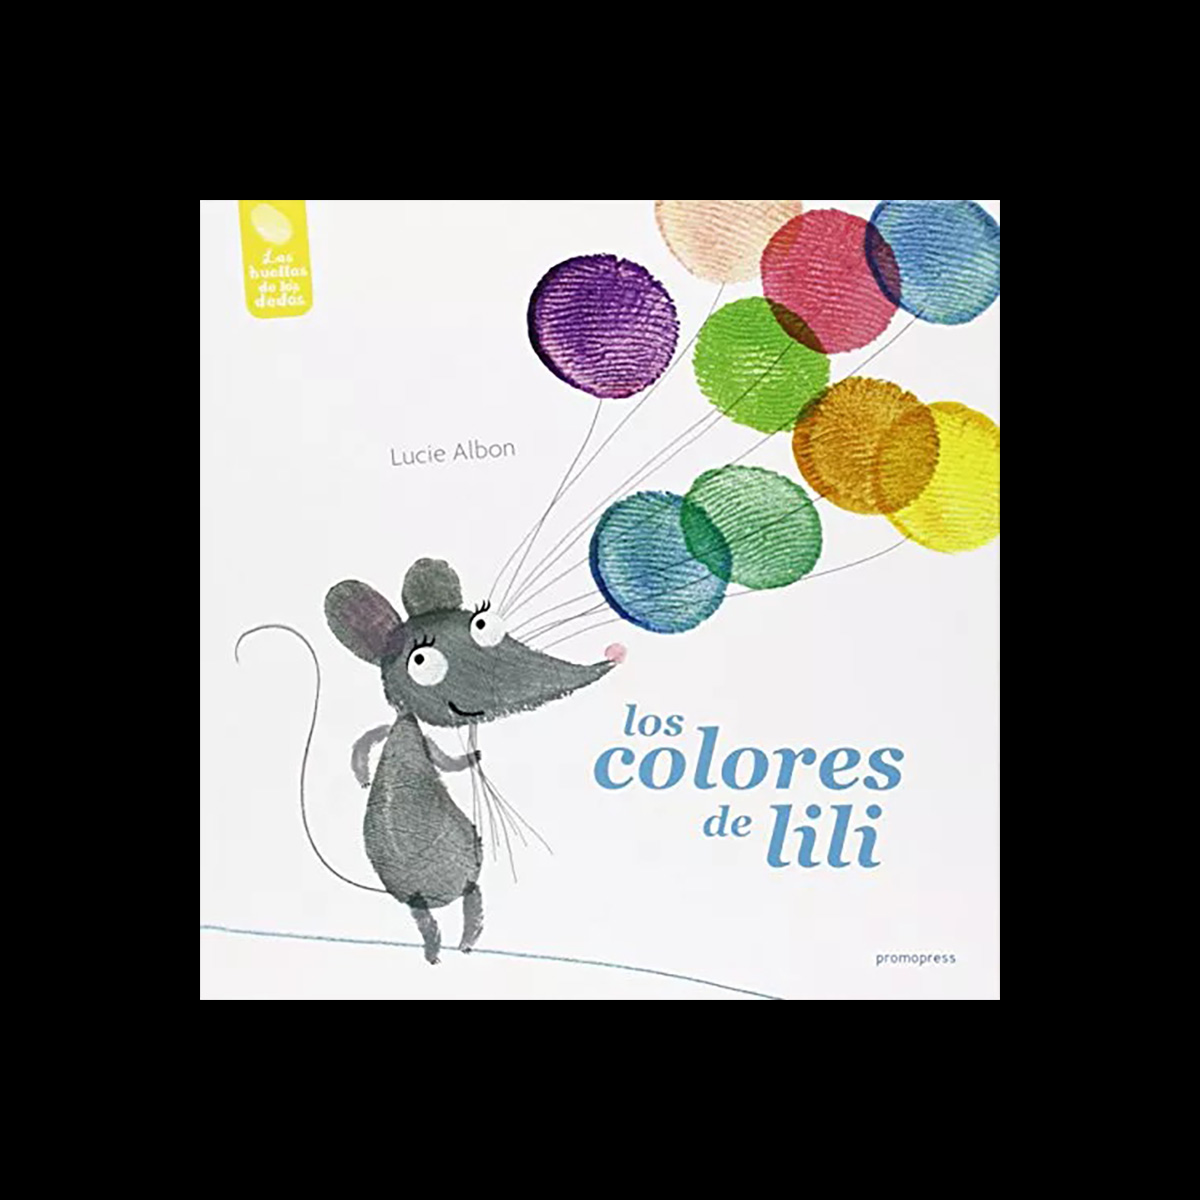 Las
huellas
de los
dedos
Lucie Albon
los
colores
de lili
promopress